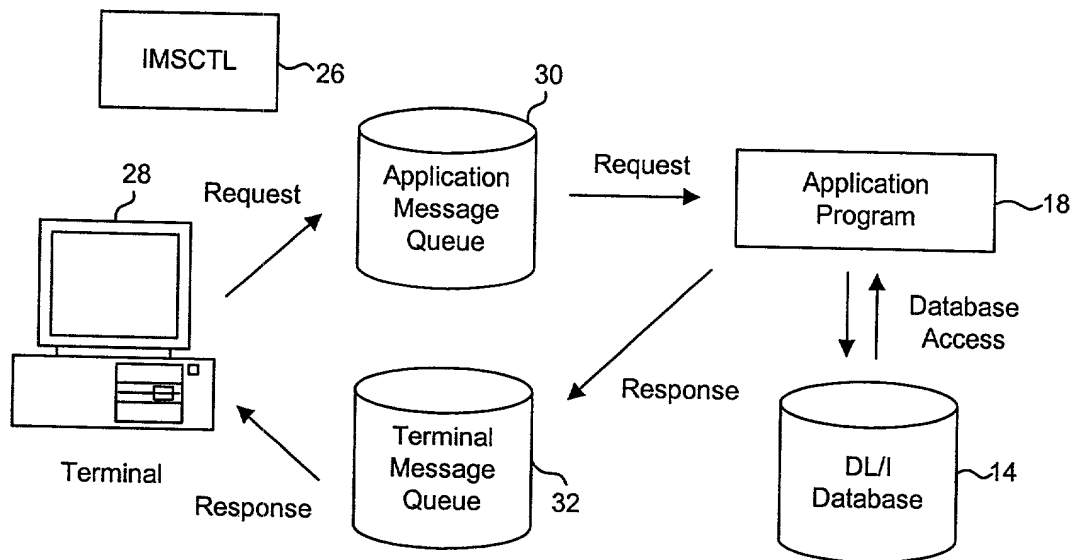 IMSCTL
26
30
28
Request
Application
Message
Queue
Request
Application
Program
18
Database
Access
Response
Terminal
Message
Queue
32
DL/I
Database
14
Terminal
Response